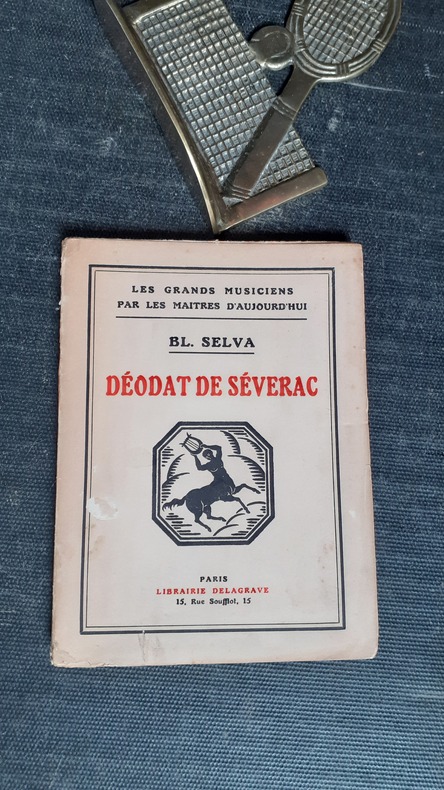 LES GRANDS MUSICIENS
PAR LES MAITRES D'AUJOURD'HUI
BL. SELVA
DÉODAT DE SÉVERAC
PARIS
LIBRAIRIE DELAGRAVE
15, Rue Soufflot, 15